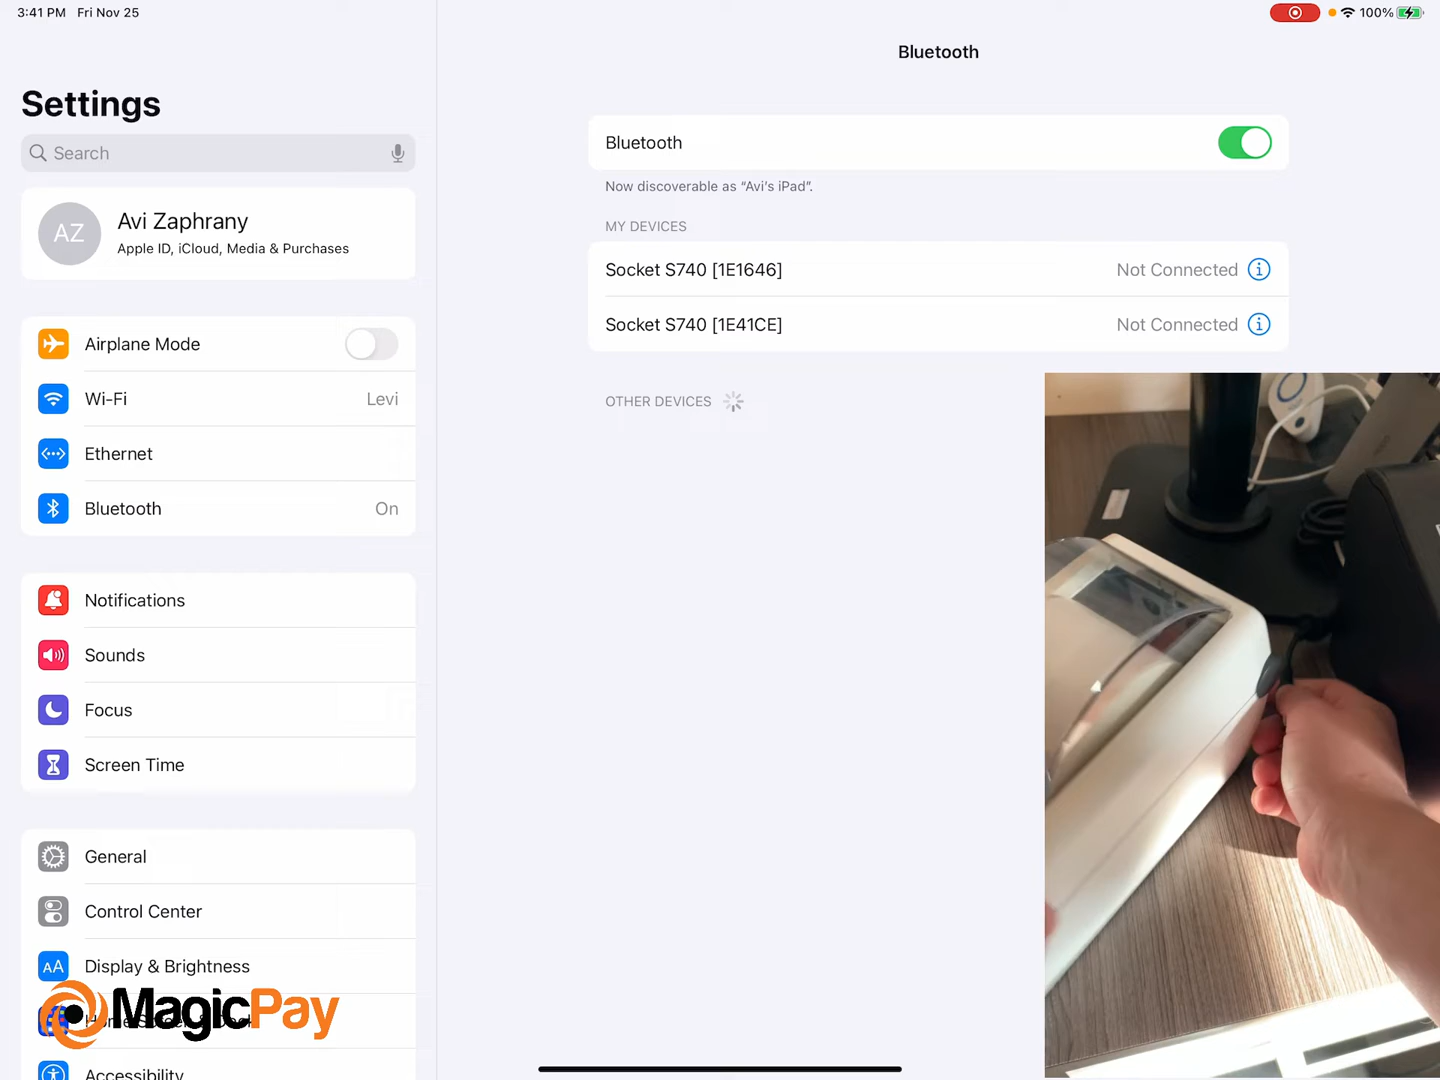 3:41 PM Fri Nov 25
100%
Settings
Search
AZ
Avi Zaphrany
Apple ID, iCloud, Media & Purchases
Airplane Mode
Wi-Fi Levi
Ethernet
Bluetooth On
Notifications
Sounds
Focus
Screen Time
General
Control Center
AA Display & Brightness
MagicPay
Accessibility
Bluetooth
Bluetooth
Now discoverable as “Avi’s iPad”.
MY DEVICES
Socket S740 [1E1646] Not Connected
Socket S740 [1E41CE] Not Connected
OTHER DEVICES